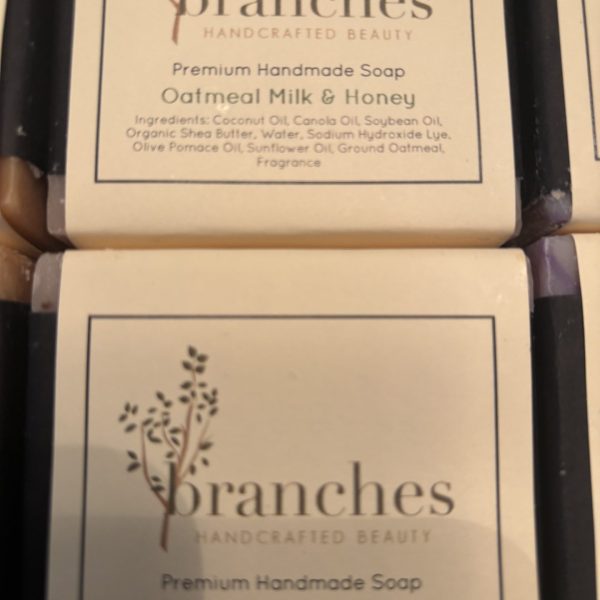 branches
HANDCRAFTED BEAUTY
Premium Handmade Soap
Oatmeal Milk & Honey
Ingredients: Coconut Oil, Canola Oil, Soybean Oil,
Organic Shea Butter, Water, Sodium Hydroxide Lye,
Olive Pomace Oil, Sunflower Oil, Ground Oatmeal,
Fragrance
branches
HANDCRAFTED BEAUTY
Premium Handmade Soap